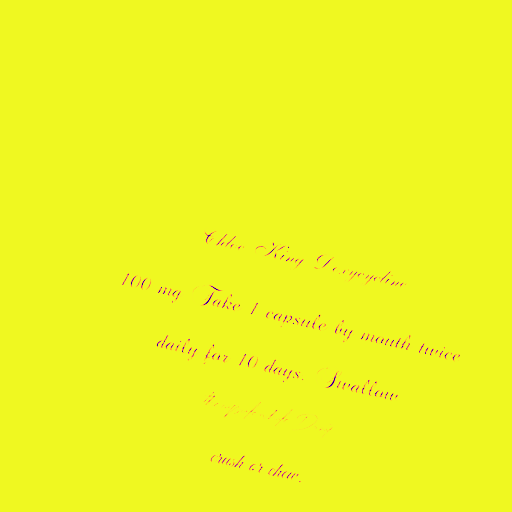 Chloe King Doxycycline
100 mg Take 1 capsule by mouth twice
daily for 10 days. Swallow
crush or chew.